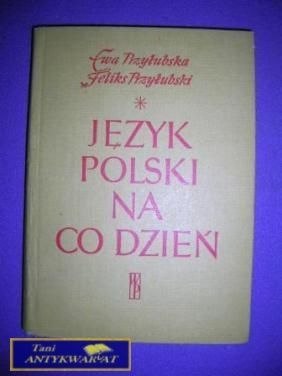 Ewa Przyłubska
Feliks Przyłubski
*
JĘZYK
POLSKI
NA
CO DZIEŃ
Tani
ANTYKWARIAT